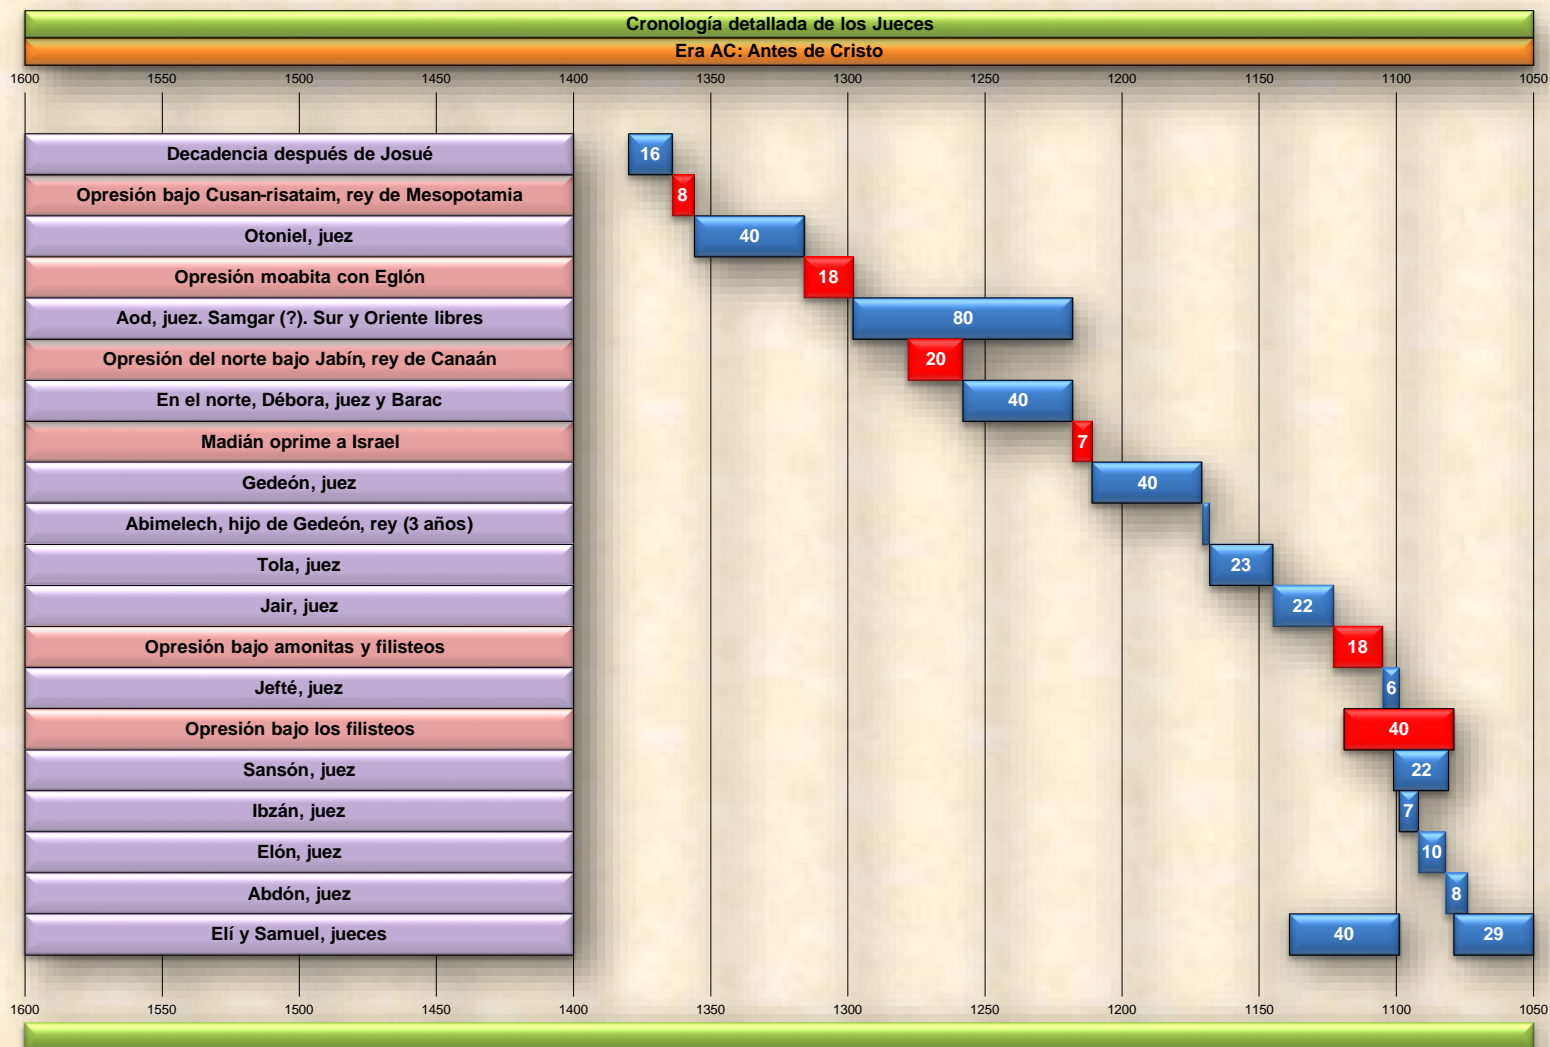 Cronología detallada de los Jueces
Era AC: Antes de Cristo
1600 1550 1500 1450 1400 1350 1300 1250 1200 1150 1100 1050
Decadencia después de Josué 16
Opresión bajo Cusan-risataim, rey de Mesopotamia 8
Otoniel, juez 40
Opresión moabita con Eglón 18
Aod, juez. Samgar (?). Sur y Oriente libres 80
Opresión del norte bajo Jabín, rey de Canaán 20
En el norte, Débora, juez y Barac 40
Madián oprime a Israel 7
Gedeón, juez 40
Abimelech, hijo de Gedeón, rey (3 años)
Tola, juez 23
Jair, juez 22
Opresión bajo amonitas y filisteos 18
Jefté, juez 6
Opresión bajo los filisteos 40
Sansón, juez 22
Ibzán, juez 7
Elón, juez 10
Abdón, juez 8
Elí y Samuel, jueces 40 29
1600 1550 1500 1450 1400 1350 1300 1250 1200 1150 1100 1050